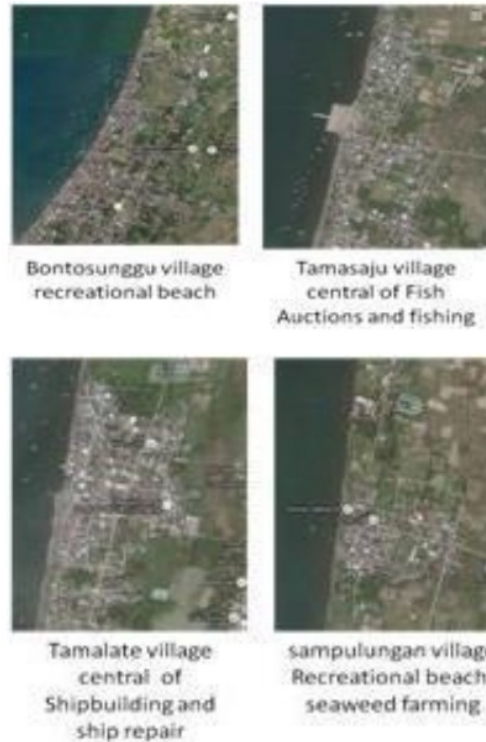 Bontosunggu village
recreational beach
Tamasaju village
central of Fish
Auctions and fishing
Tamalate village
central of
Shipbuilding and
ship repair
sampulungan village
Recreational beach
seaweed farming